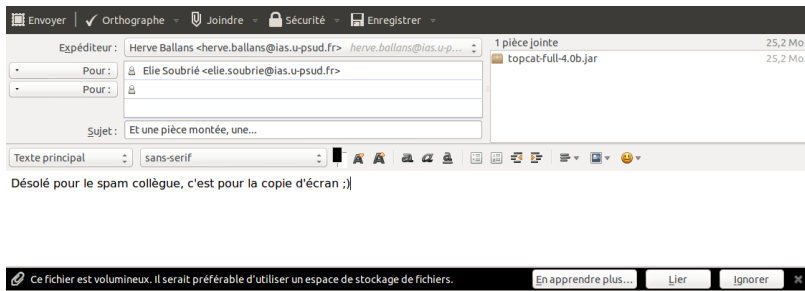 Envoyer Orthographe Joindre Sécurité Enregistrer
Expéditeur : Herve Ballans <herve.ballans@ias.u-psud.fr> herve.ballans@ias.u-p...
1 pièce jointe 25,2 Mo
topcat-full-4.0b.jar 25,2 Mo
Pour : Elie Soubrié <elie.soubrie@ias.u-psud.fr>
Pour :
Sujet : Et une pièce montée, une...
Texte principal sans-serif
Désolé pour le spam collègue, c'est pour la copie d'écran ;)
Ce fichier est volumineux. Il serait préférable d'utiliser un espace de stockage de fichiers. En apprendre plus... Lier Ignorer